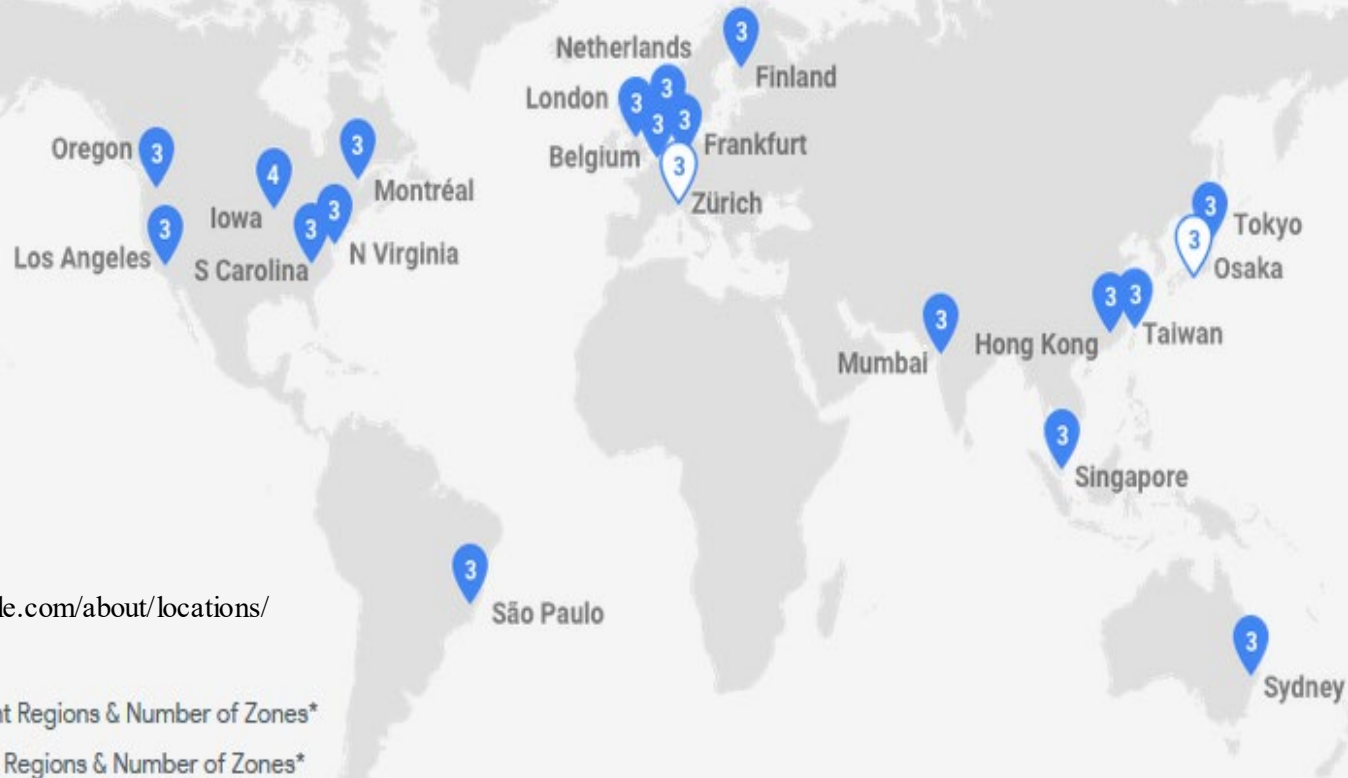 3
Netherlands
Finland
3
London
3
3
3
Oregon
3
4
3
Belgium
Frankfurt
3
Montréal
Zürich
Iowa
3
3
3
3
Tokyo
Los Angeles
S Carolina
N Virginia
3
Osaka
3
3
3
Taiwan
Mumbai
Hong Kong
3
Singapore
3
São Paulo
le.com/about/locations/
3
Sydney
nt Regions & Number of Zones*
Regions & Number of Zones*